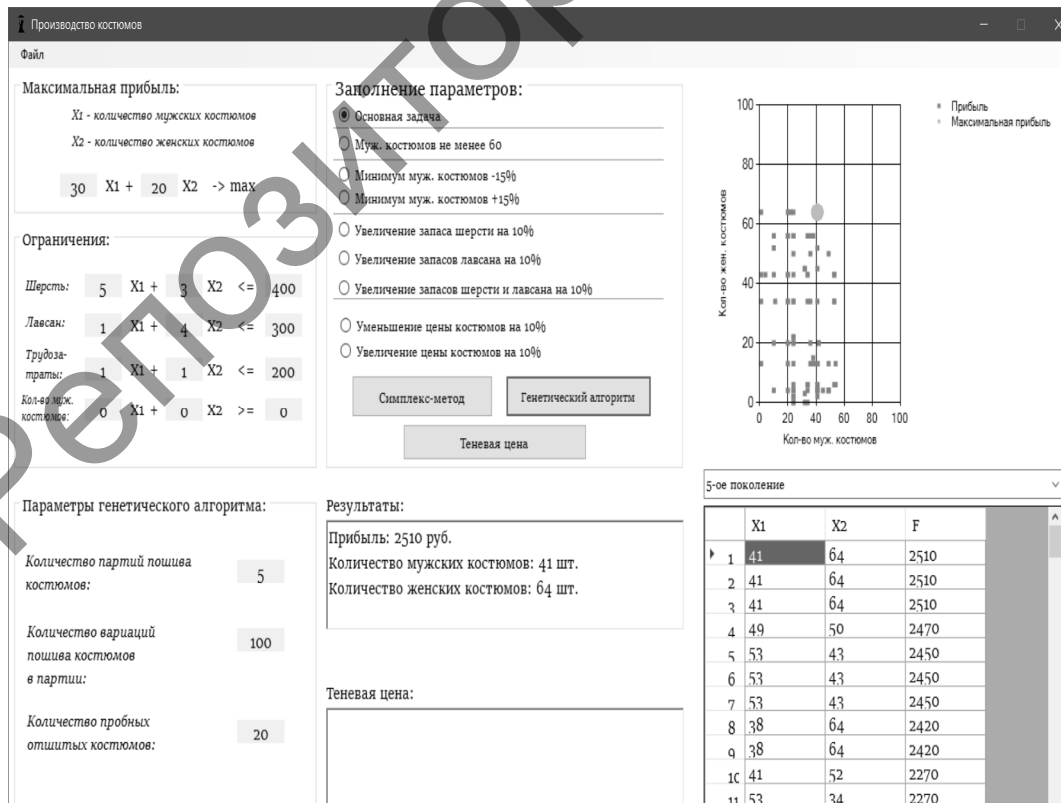 Производство костюмов
Файл
Максимальная прибыль:
X1 - количество мужских костюмов
X2 - количество женских костюмов
30 X1 + 20 X2 -> max
Ограничения:
Шерсть: 5 X1 + 3 X2 <= 400
Лавсан: 1 X1 + 4 X2 <= 300
Трудоза-
траты: 1 X1 + 1 X2 <= 200
Кол-во муж.
костюмов: 0 X1 + 0 X2 >= 0
Заполнение параметров:
Основная задача
Муж. костюмов не менее 60
Минимум муж. костюмов -15%
Минимум муж. костюмов +15%
Увеличение запаса шерсти на 10%
Увеличение запасов лавсана на 10%
Увеличение запасов шерсти и лавсана на 10%
Уменьшение цены костюмов на 10%
Увеличение цены костюмов на 10%
Симплекс-метод
Генетический алгоритм
Теневая цена
100
80
60
40
20
0
0 20 40 60 80 100
Кол-во жен. костюмов
Кол-во муж. костюмов
Прибыль
Максимальная прибыль
Параметры генетического алгоритма:
Количество партий пошива
костюмов: 5
Количество вариаций
пошива костюмов
в партии: 100
Количество пробных
отшитых костюмов: 20
Результаты:
Прибыль: 2510 руб.
Количество мужских костюмов: 41 шт.
Количество женских костюмов: 64 шт.
Теневая цена:
5-ое поколение
X1 X2 F
1 41 64 2510
2 41 64 2510
3 41 64 2510
4 49 50 2470
5 53 43 2450
6 53 43 2450
7 53 43 2450
8 38 64 2420
9 38 64 2420
10 41 52 2270
11 53 34 2270
Репозитор